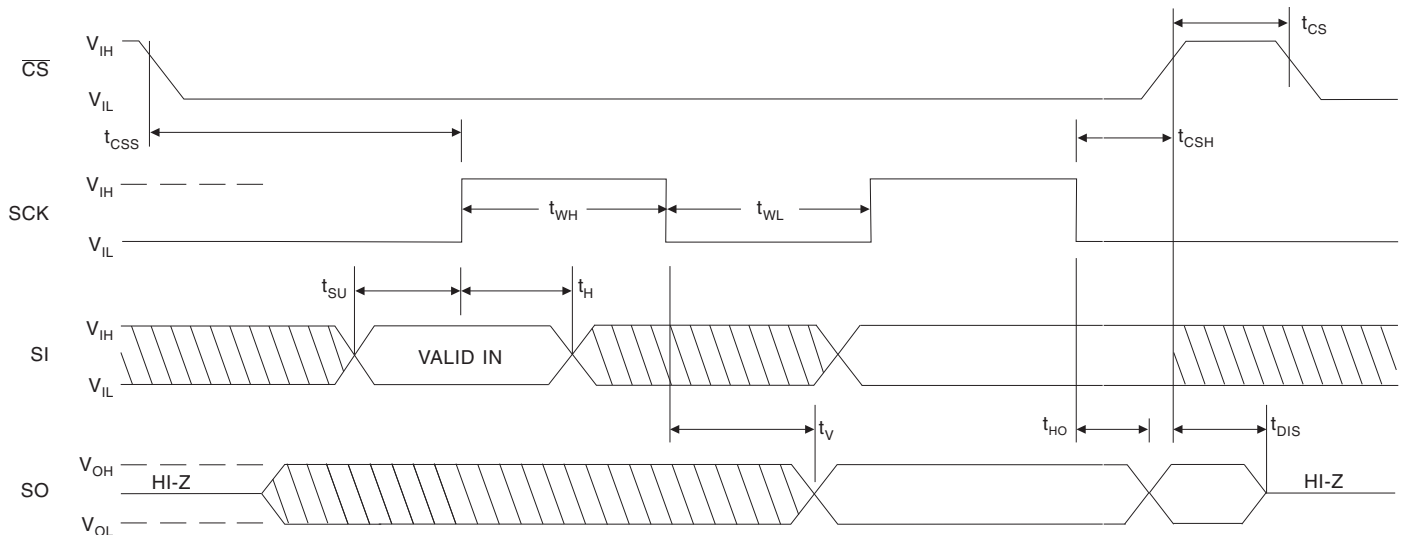 t_CS
V_IH
C̅S̅
V_IL
t_CSS
t_CSH
V_IH
SCK
t_WH
t_WL
V_IL
t_SU
t_H
V_IH
SI
VALID IN
V_IL
t_V
t_HO
t_DIS
V_OH
SO
HI-Z
HI-Z
V_OL